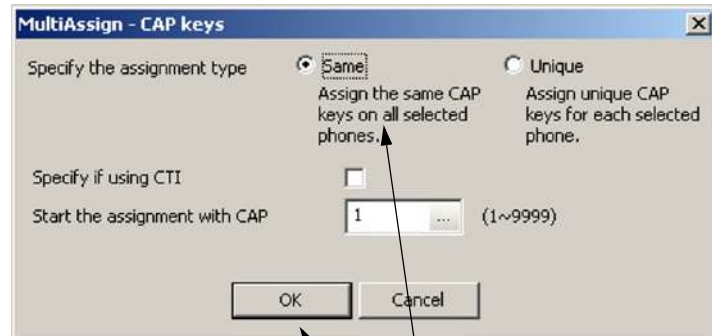 MultiAssign - CAP keys
Specify the assignment type
Same
Unique
Assign the same CAP
keys on all selected
phones.
Assign unique CAP
keys for each selected
phone.
Specify if using CTI
Start the assignment with CAP
1
...
(1~9999)
OK
Cancel